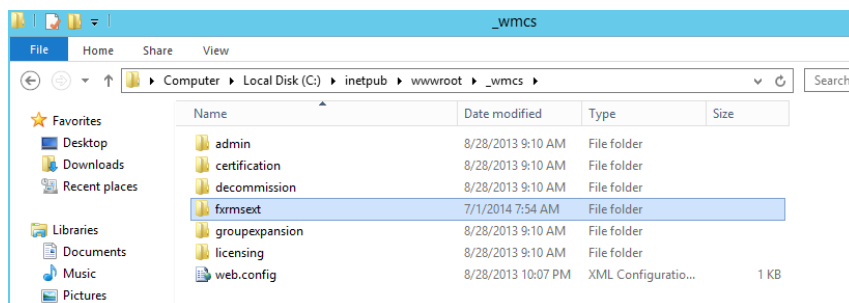 _wmcs
File Home Share View
Computer Local Disk (C:) inetpub wwwroot _wmcs Search
Name Date modified Type Size
Favorites
Desktop admin 8/28/2013 9:10 AM File folder
Downloads certification 8/28/2013 9:10 AM File folder
Recent places decommission 8/28/2013 9:10 AM File folder
fxrmsext 7/1/2014 7:54 AM File folder
Libraries groupexpansion 8/28/2013 9:10 AM File folder
Documents licensing 8/28/2013 9:10 AM File folder
Music web.config 8/28/2013 10:07 PM XML Configuratio... 1 KB
Pictures